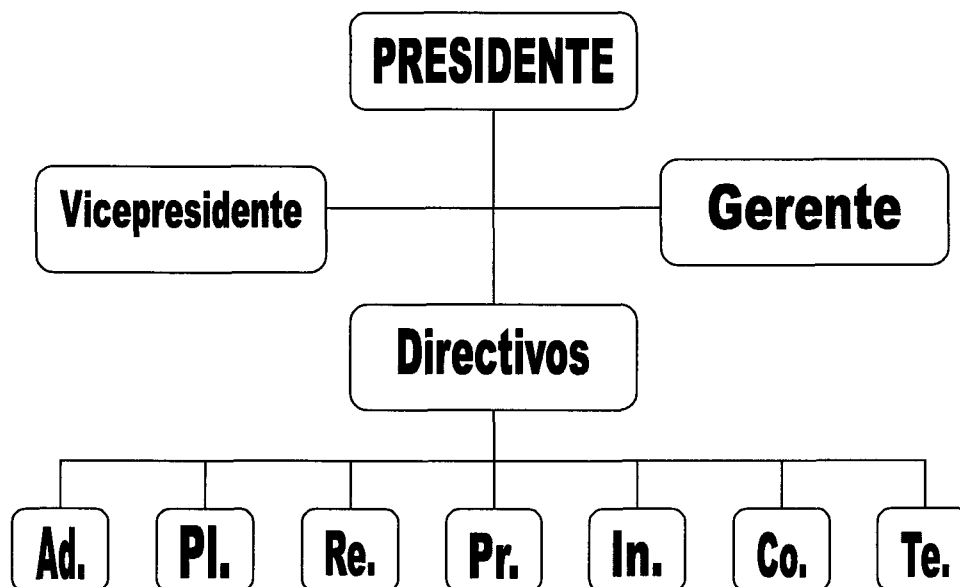 PRESIDENTE
Vicepresidente
Gerente
Directivos
Ad.
Pl.
Re.
Pr.
In.
Co.
Te.